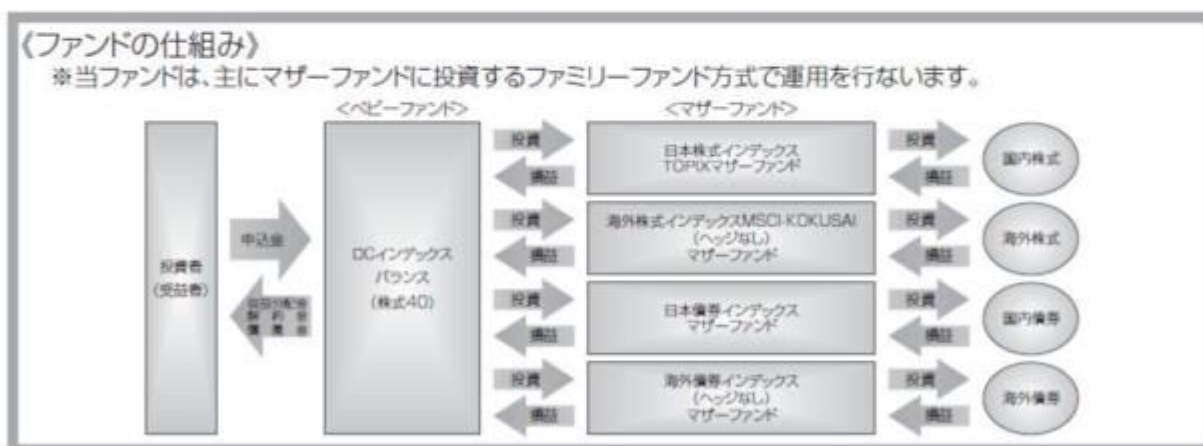 《ファンドの仕組み》
※当ファンドは、主にマザーファンドに投資するファミリーファンド方式で運用を行ないます。
<ベビーファンド>
<マザーファンド>
投資者
(受益者)
申込金
収益分配金
解約金
償還金
DCインデックス
バランス
(株式40)
投資
損益
日本株式インデックス
TOPIXマザーファンド
投資
損益
国内株式
投資
損益
海外株式インデックスMSCI-KOKUSAI
(ヘッジなし)
マザーファンド
投資
損益
海外株式
投資
損益
日本債券インデックス
マザーファンド
投資
損益
国内債券
投資
損益
海外債券インデックス
(ヘッジなし)
マザーファンド
投資
損益
海外債券